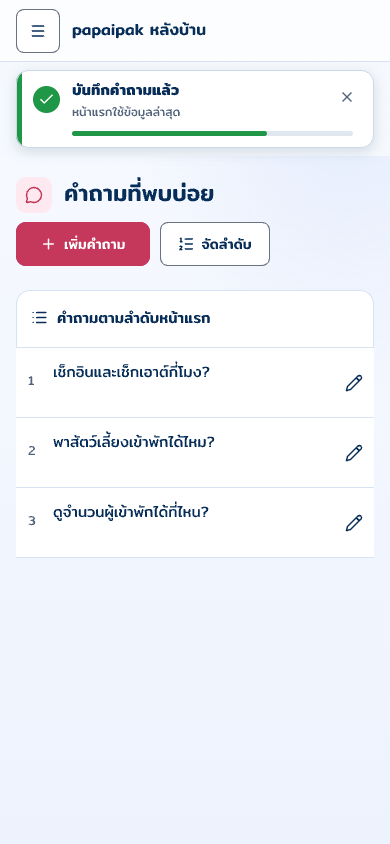 papaipak หลังบ้าน
บันทึกคำถามแล้ว
หน้าแรกใช้ข้อมูลล่าสุด
คำถามที่พบบ่อย
เพิ่มคำถาม
จัดลำดับ
คำถามตามลำดับหน้าแรก
1 เช็กอินและเช็กเอาต์กี่โมง?
2 พาสัตว์เลี้ยงเข้าพักได้ไหม?
3 ดูจำนวนผู้เข้าพักได้ที่ไหน?